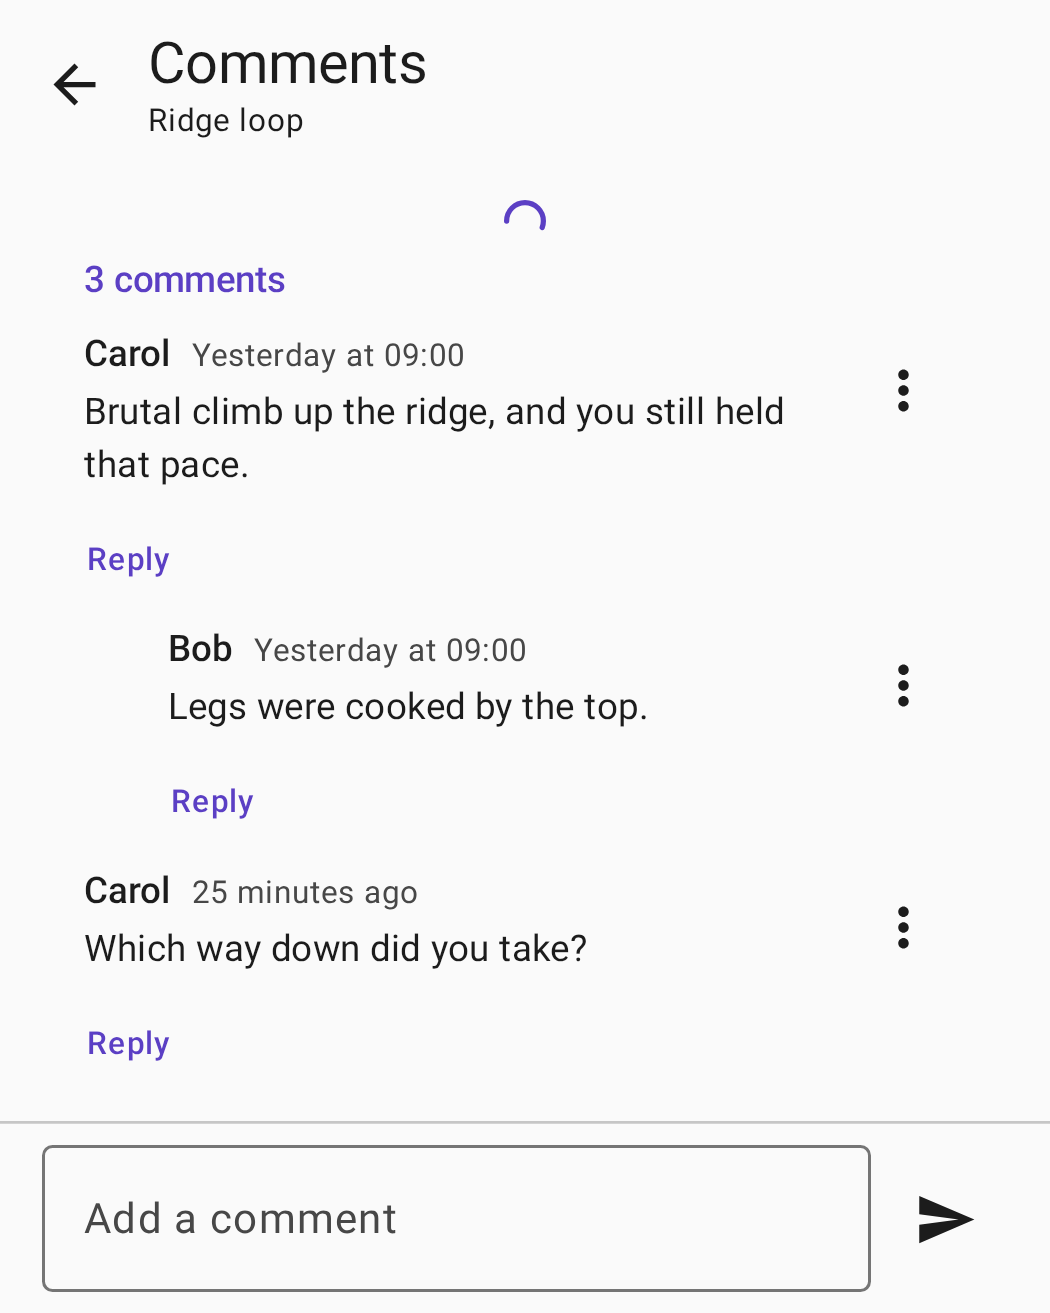 Comments
Ridge loop
3 comments
Carol Yesterday at 09:00
Brutal climb up the ridge, and you still held
that pace.
Reply
Bob Yesterday at 09:00
Legs were cooked by the top.
Reply
Carol 25 minutes ago
Which way down did you take?
Reply
Add a comment